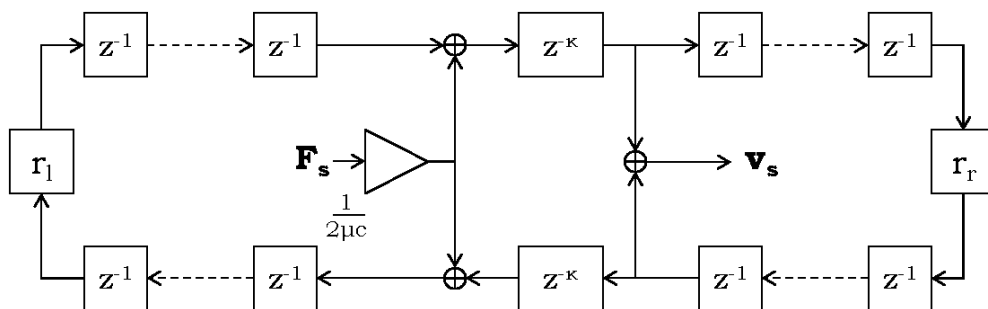 z⁻¹ z⁻¹ z⁻ᴷ z⁻¹ z⁻¹
r_l F_s v_s r_r
1/2μc
z⁻¹ z⁻¹ z⁻ᴷ z⁻¹ z⁻¹